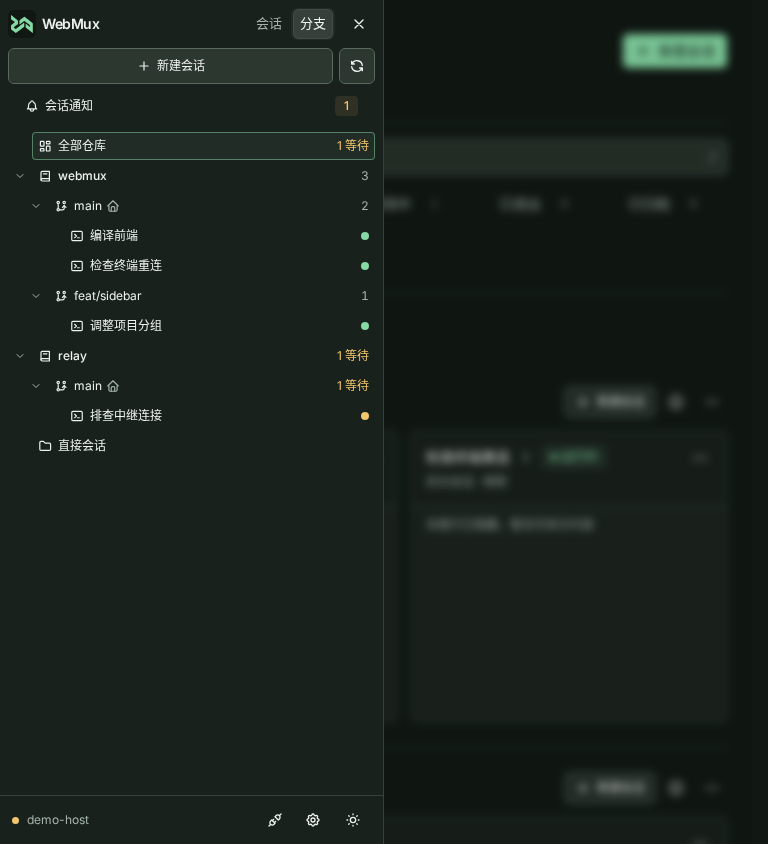 WebMux 会话 分支
新建会话
会话通知 1
全部仓库 1 等待
webmux 3
main 2
编译前端
检查终端重连
feat/sidebar 1
调整项目分组
relay 1 等待
main 1 等待
排查中继连接
直接会话
demo-host